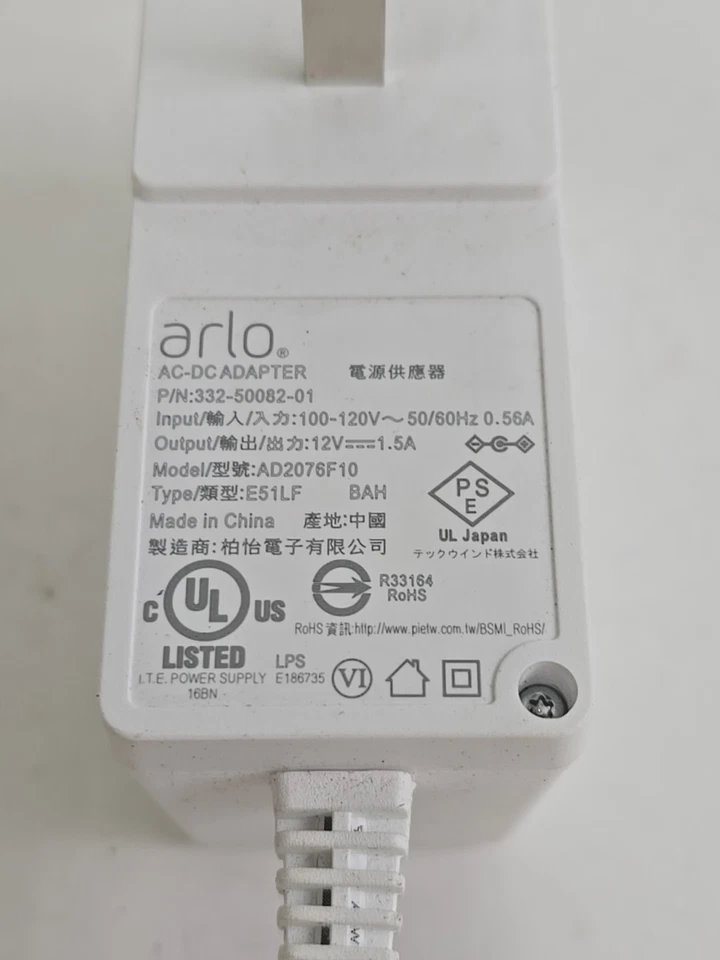 arlo®
AC-DC ADAPTER 電源供應器
P/N:332-50082-01
Input/輸入/入力:100-120V～50/60Hz 0.56A
Output/輸出/出力:12V⎓1.5A
Model/型號:AD2076F10
Type/類型:E51LF BAH
PS
E
Made in China 產地:中國
UL Japan
製造商:柏怡電子有限公司
テックウインド株式会社
C UL US
LISTED
I.T.E. POWER SUPPLY
16BN
R33164
RoHS
RoHS 資訊:http://www.pietw.com.tw/BSMI_RoHS/
LPS
E186735
VI